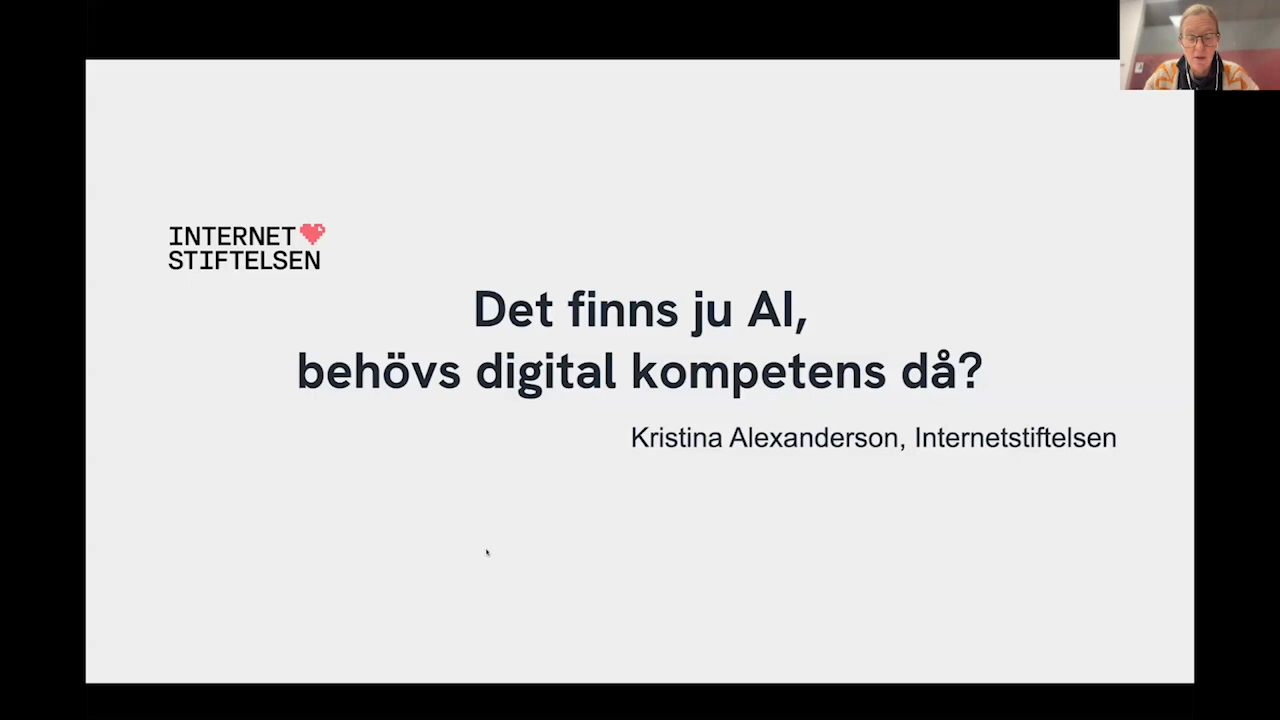 INTERNET
STIFTELSEN
Det finns ju AI,
behövs digital kompetens då?
Kristina Alexanderson, Internetstiftelsen